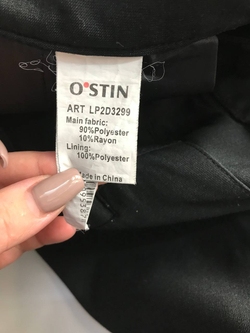 O'STIN
ART LP2D3299
Main fabric:
90%Polyester
10%Rayon
Lining:
100%Polyester
Made in China